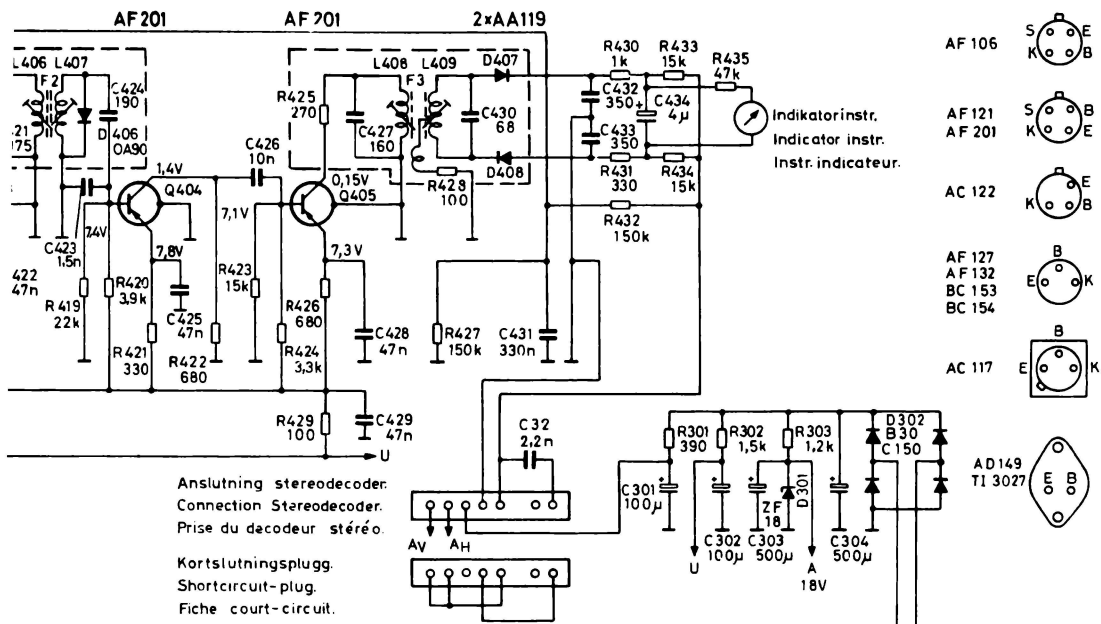 AF201 AF 201 2xAA119
L406 L407
F2
C424
190
D406
OA90
421
175
C423
1,5n
7,4V
1,4V
Q404
7,8V
422
47n
R419
22k
R420
3,9k
C425
47n
R421
330
R422
680
C426
10n
7,1V
R423
15k
R424
3,3k
R425
270
C427
160
L408 L409
F3
D407
C430
68
D408
R428
100
0,15V
Q405
7,3V
R426
680
C428
47n
R427
150k
C431
330n
R429
100
C429
47n
U
R430
1k
R433
15k
R435
47k
C432
350
C434
4µ
C433
350
R431
330
R434
15k
R432
150k
Indikatorinstr.
Indicator instr.
Instr. indicateur.
C32
2,2n
Anslutning stereodecoder.
Connection Stereodecoder.
Prise du decodeur stéréo.
AV AH
Kortslutningsplugg.
Shortcircuit-plug.
Fiche court-circuit.
R301
390
R302
1,5k
R303
1,2k
D302
B30
C150
C301
100µ
ZF
18
D301
C302
100µ
C303
500µ
C304
500µ
U
A
18V
AF 106
S E
K B
AF 121
AF 201
S B
K E
AC 122
E
K B
AF 127
AF 132
BC 153
BC 154
B
E K
AC 117
B
E K
AD 149
TI 3027
E B